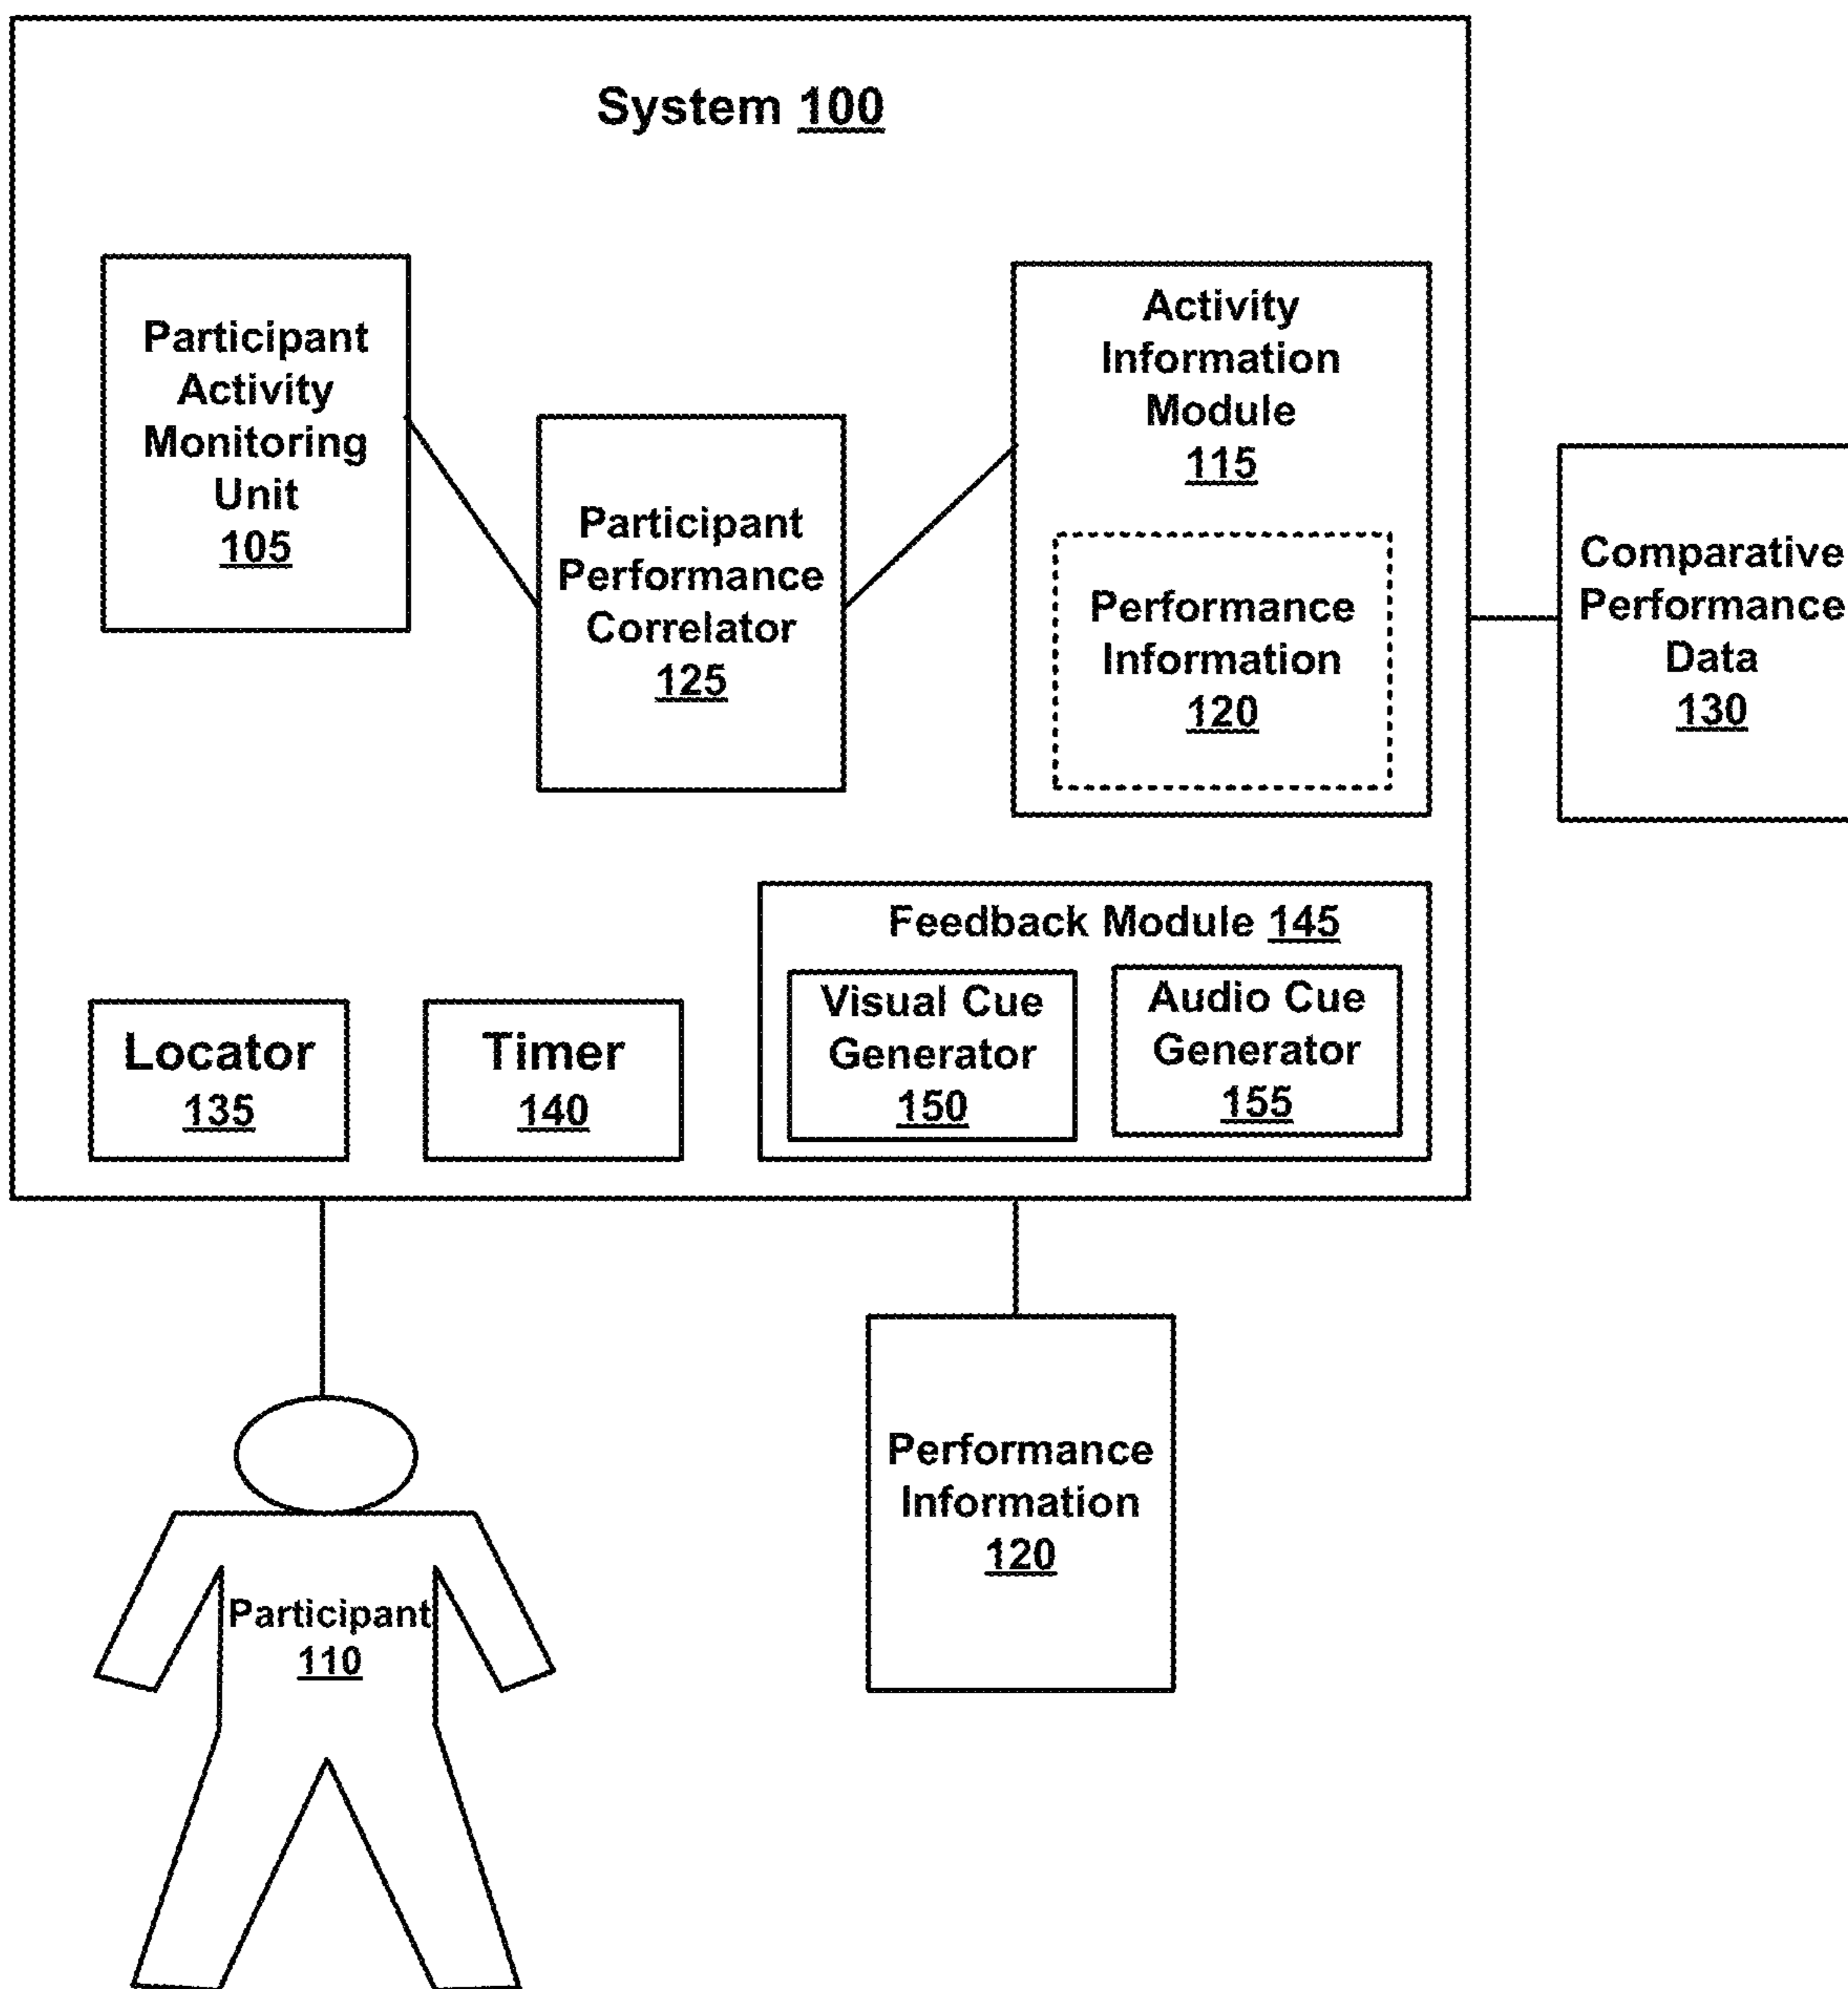 System 100
Participant
Activity
Monitoring
Unit
105
Participant
Performance
Correlator
125
Activity
Information
Module
115
Performance
Information
120
Comparative
Performance
Data
130
Feedback Module 145
Visual Cue
Generator
150
Audio Cue
Generator
155
Locator
135
Timer
140
Performance
Information
120
Participant
110